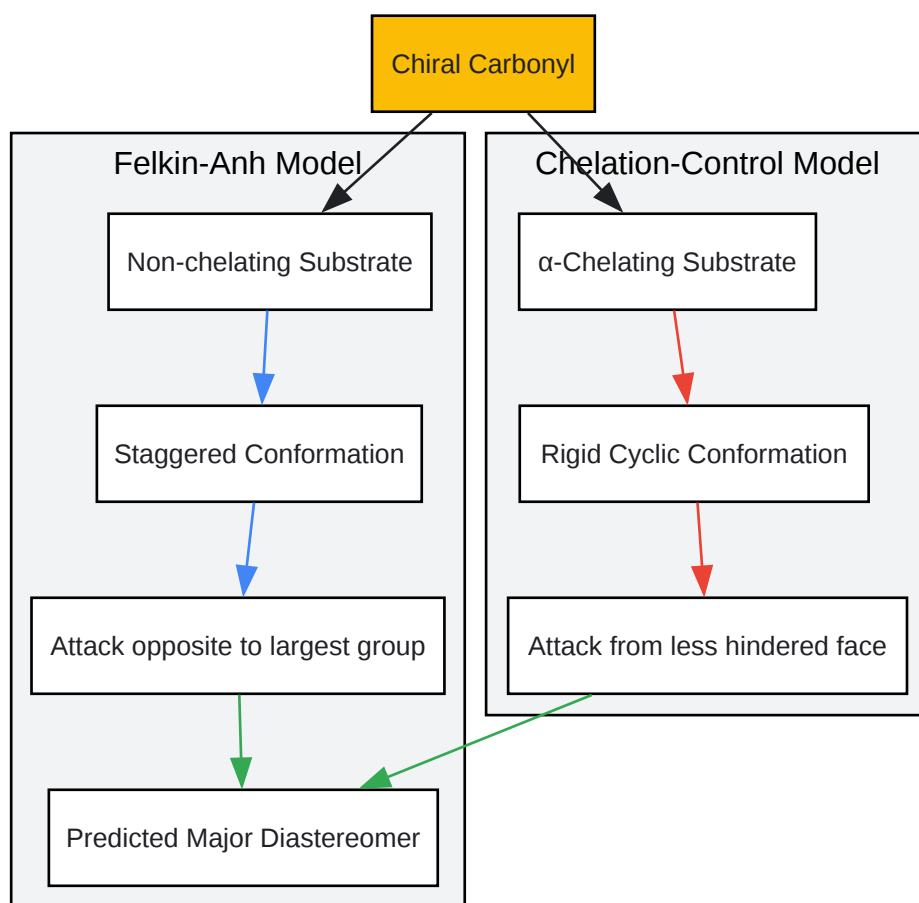 Chiral Carbonyl
Felkin-Anh Model
Non-chelating Substrate
Staggered Conformation
Attack opposite to largest group
Predicted Major Diastereomer
Chelation-Control Model
α-Chelating Substrate
Rigid Cyclic Conformation
Attack from less hindered face